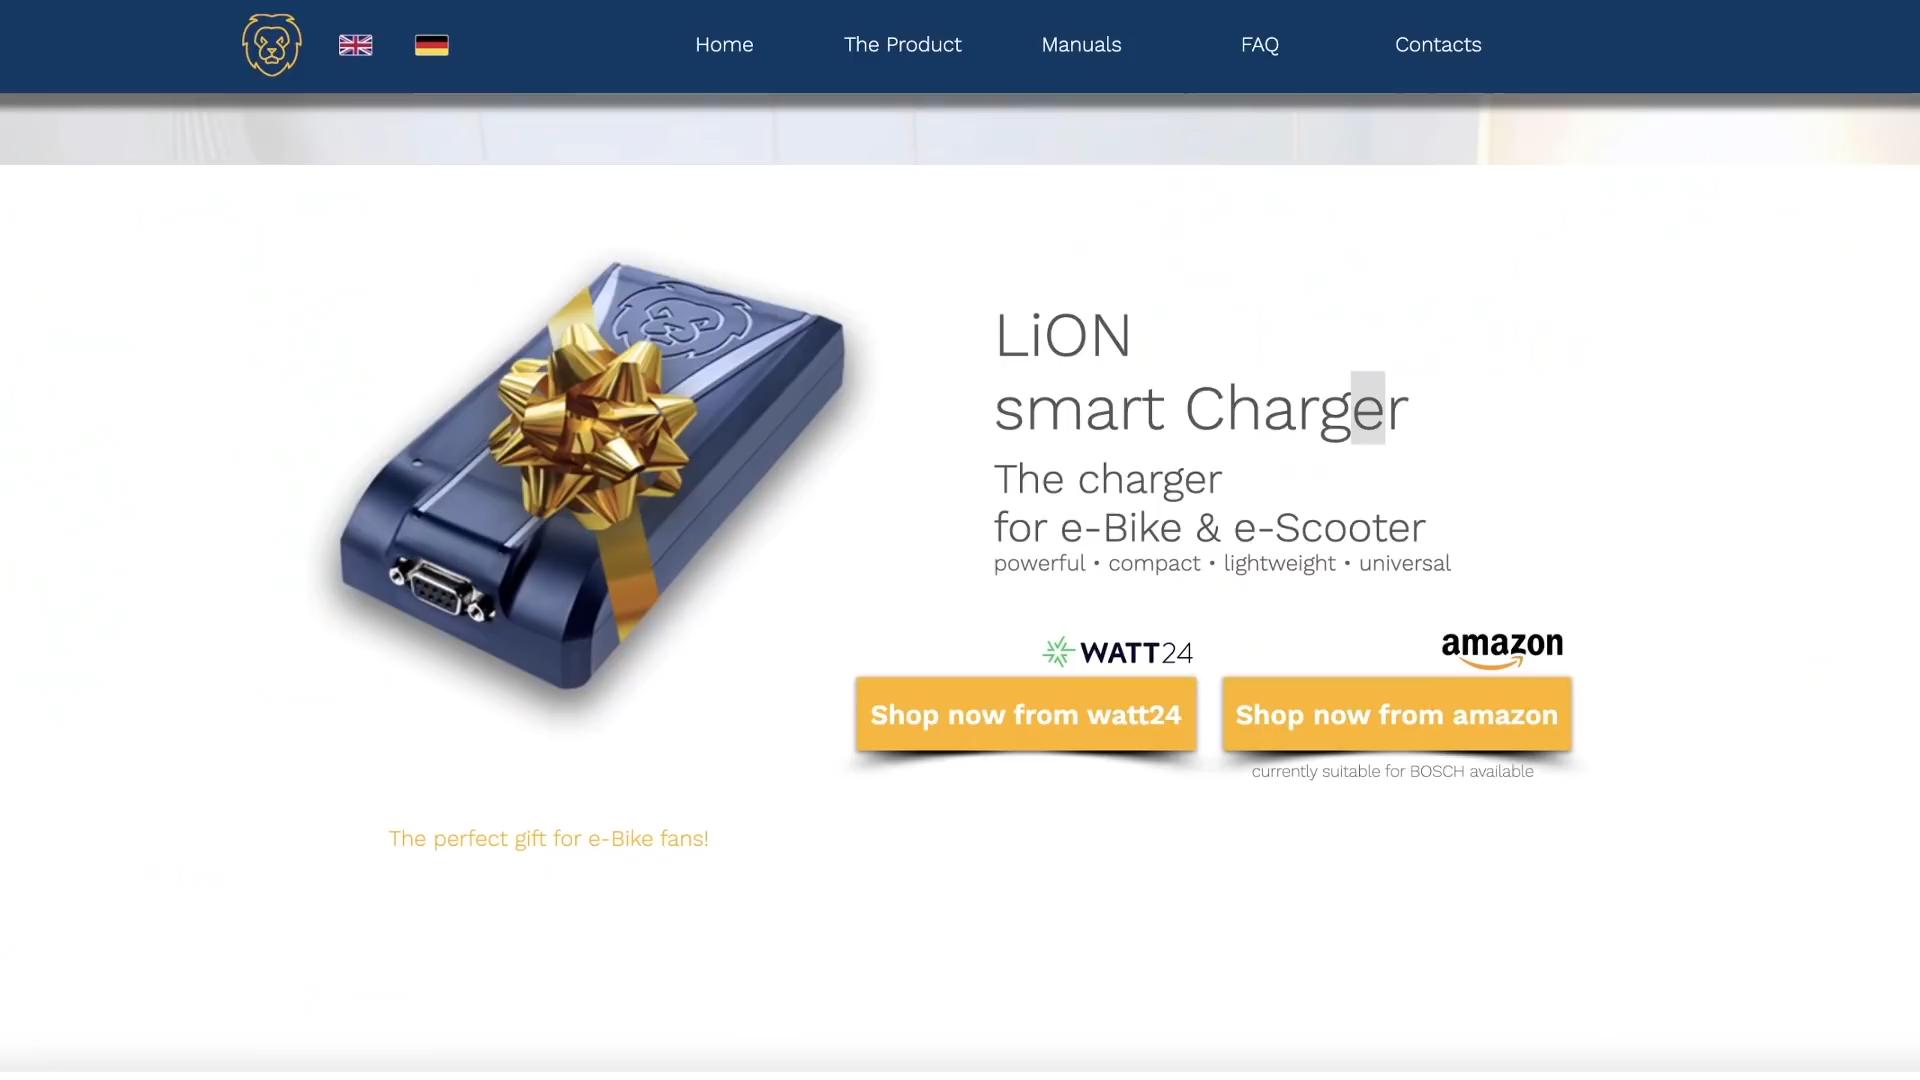 Home The Product Manuals FAQ Contacts
LiON
smart Charger
The charger
for e-Bike & e-Scooter
powerful • compact • lightweight • universal
WATT24 amazon
Shop now from watt24 Shop now from amazon
currently suitable for BOSCH available
The perfect gift for e-Bike fans!